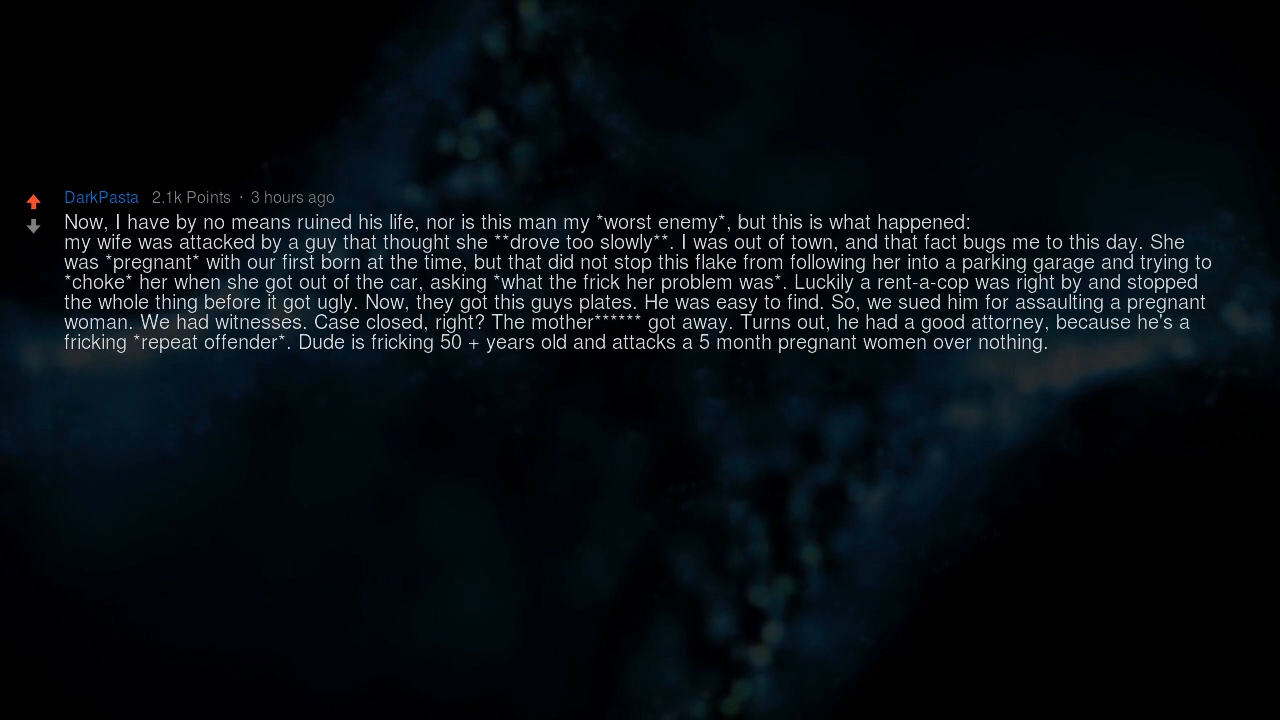 DarkPasta 2.1k Points · 3 hours ago
Now, I have by no means ruined his life, nor is this man my *worst enemy*, but this is what happened:
my wife was attacked by a guy that thought she **drove too slowly**. I was out of town, and that fact bugs me to this day. She
was *pregnant* with our first born at the time, but that did not stop this flake from following her into a parking garage and trying to
*choke* her when she got out of the car, asking *what the frick her problem was*. Luckily a rent-a-cop was right by and stopped
the whole thing before it got ugly. Now, they got this guys plates. He was easy to find. So, we sued him for assaulting a pregnant
woman. We had witnesses. Case closed, right? The mother****** got away. Turns out, he had a good attorney, because he's a
fricking *repeat offender*. Dude is fricking 50 + years old and attacks a 5 month pregnant women over nothing.